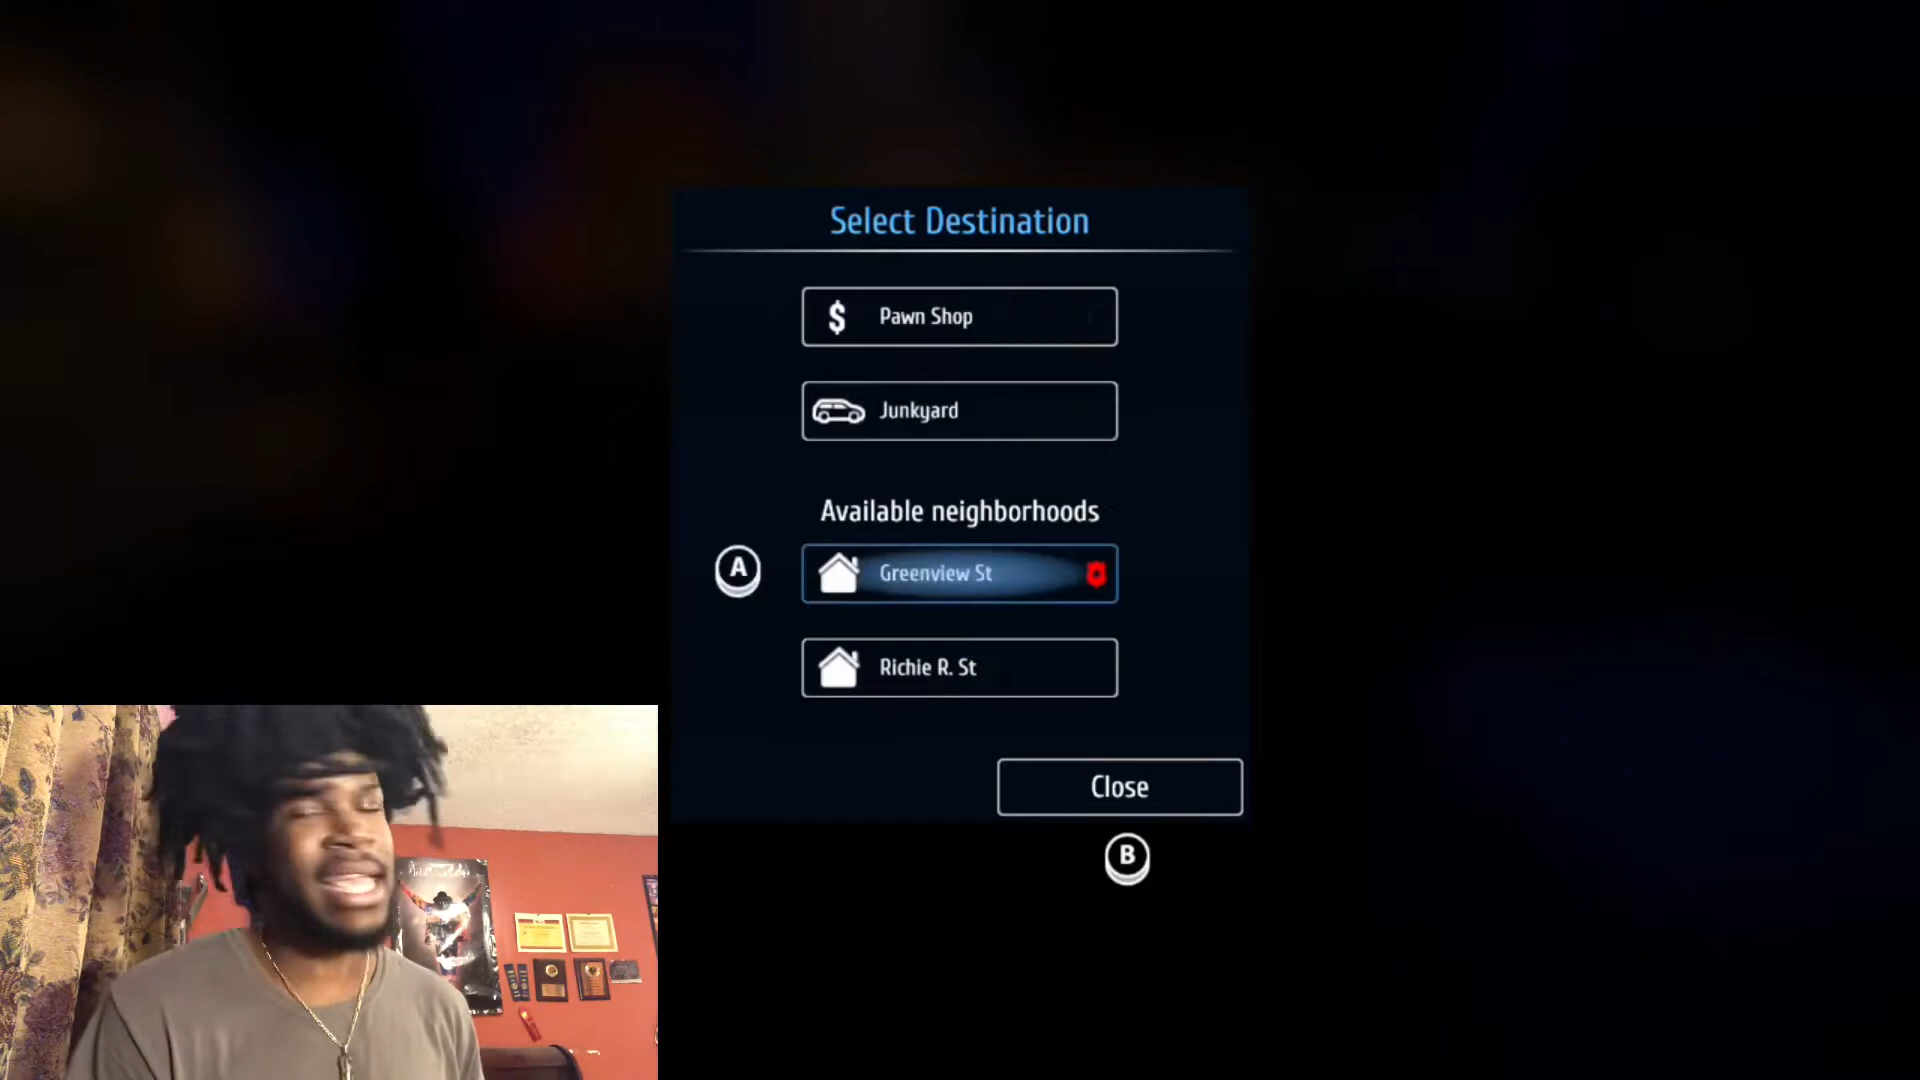 Select Destination
$ Pawn Shop
Junkyard
Available neighborhoods
A
Greenview St
Richie R. St
Close
B